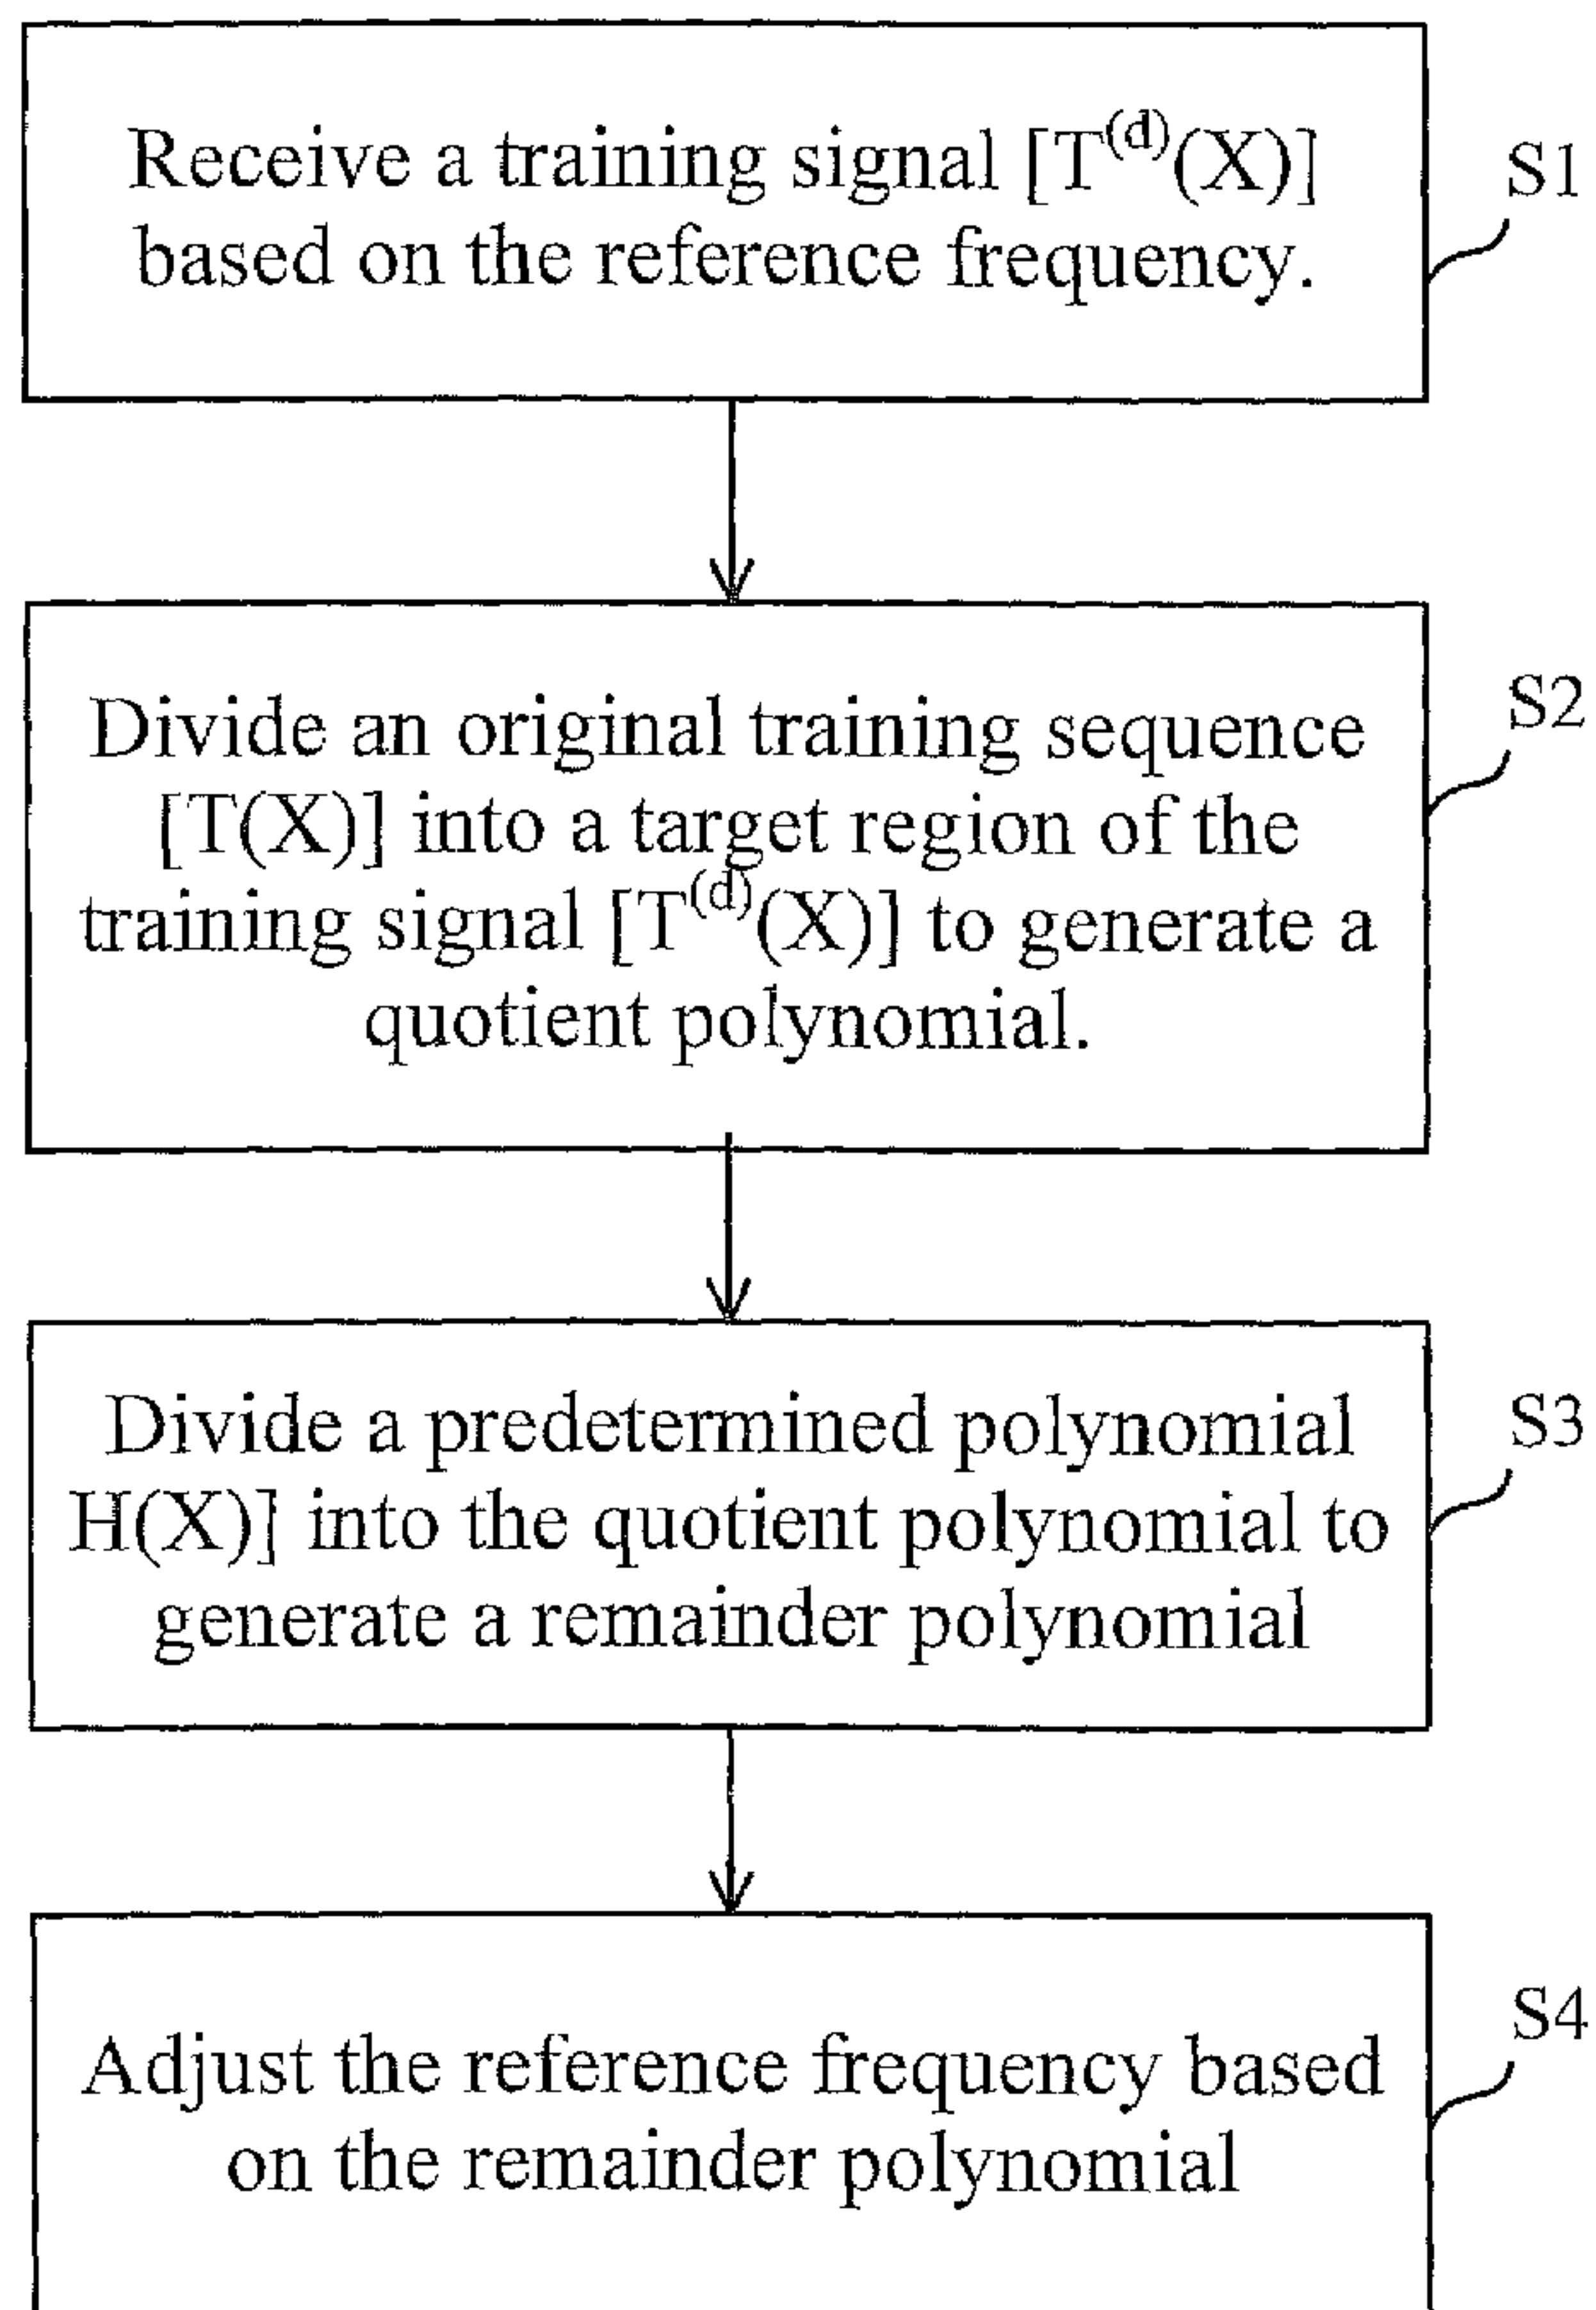 Receive a training signal [T^(d)(X)]
based on the reference frequency.
S1
Divide an original training sequence
[T(X)] into a target region of the
training signal [T^(d)(X)] to generate a
quotient polynomial.
S2
Divide a predetermined polynomial
H(X)] into the quotient polynomial to
generate a remainder polynomial
S3
Adjust the reference frequency based
on the remainder polynomial
S4